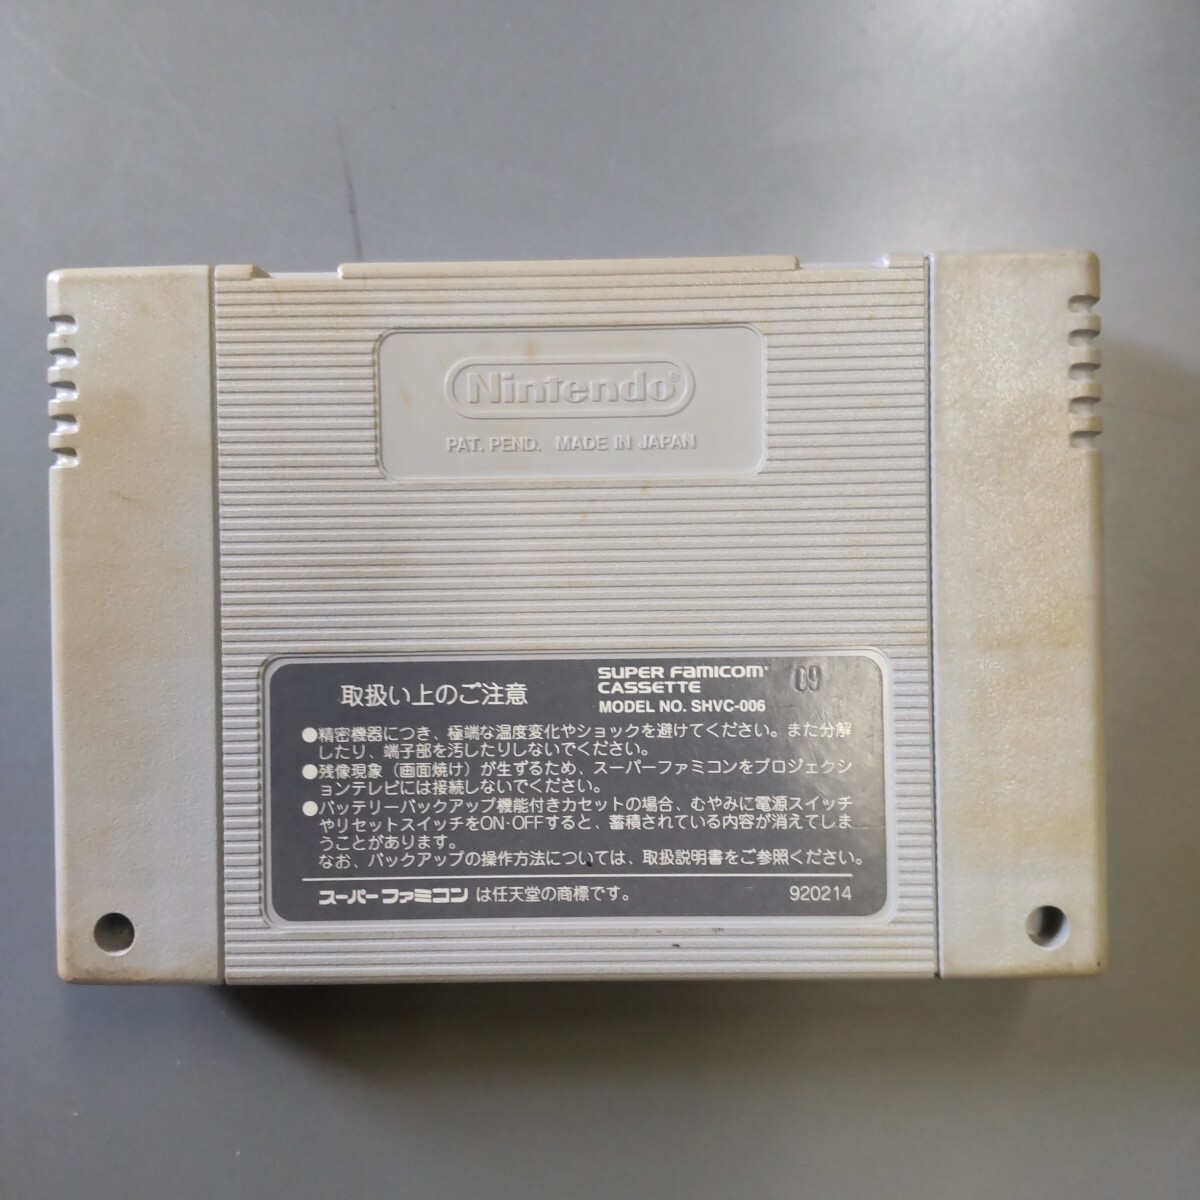 Nintendo®
PAT. PEND. MADE IN JAPAN
取扱い上のご注意
SUPER FAMICOM
CASSETTE
MODEL NO. SHVC-006
09
●精密機器につき、極端な温度変化やショックを避けてください。また分解
したり、端子部を汚したりしないでください。
●残像現象（画面焼け）が生ずるため、スーパーファミコンをプロジェクシ
ョンテレビには接続しないでください。
●バッテリーバックアップ機能付きカセットの場合、むやみに電源スイッチ
やリセットスイッチをON・OFFすると、蓄積されている内容が消えてしま
うことがあります。
なお、バックアップの操作方法については、取扱説明書をご参照ください。
スーパーファミコン は任天堂の商標です。
920214